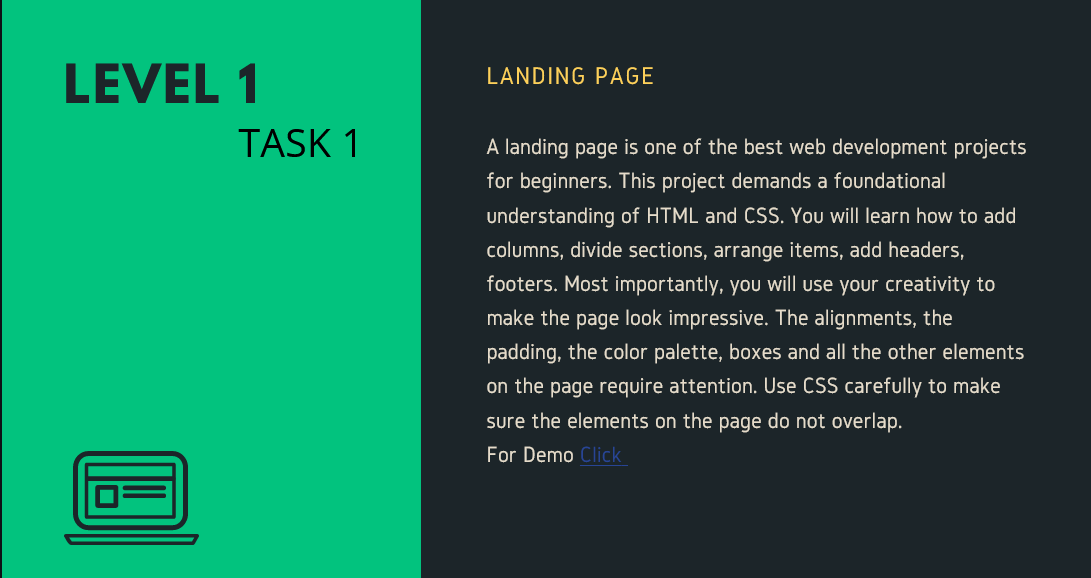 LEVEL 1
TASK 1
LANDING PAGE
A landing page is one of the best web development projects
for beginners. This project demands a foundational
understanding of HTML and CSS. You will learn how to add
columns, divide sections, arrange items, add headers,
footers. Most importantly, you will use your creativity to
make the page look impressive. The alignments, the
padding, the color palette, boxes and all the other elements
on the page require attention. Use CSS carefully to make
sure the elements on the page do not overlap.
For Demo Click